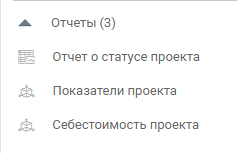 Отчеты (3)
Отчет о статусе проекта
Показатели проекта
Себестоимость проекта